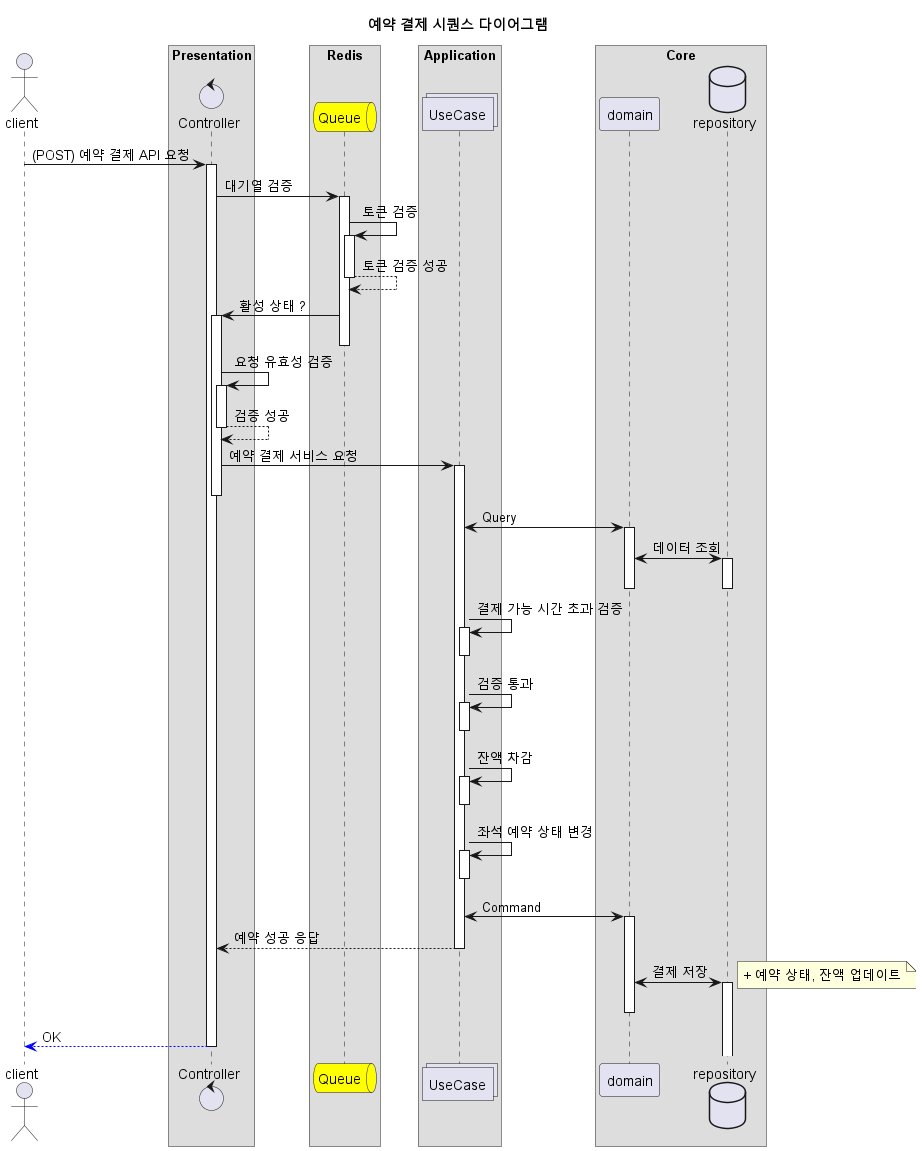 예약 결제 시퀀스 다이어그램
Presentation
Redis
Application
Core
client
Controller
Queue
UseCase
domain
repository
(POST) 예약 결제 API 요청
대기열 검증
토큰 검증
토큰 검증 성공
활성 상태 ?
요청 유효성 검증
검증 성공
예약 결제 서비스 요청
Query
데이터 조회
결제 가능 시간 초과 검증
검증 통과
잔액 차감
좌석 예약 상태 변경
Command
예약 성공 응답
결제 저장
+ 예약 상태, 잔액 업데이트
OK
client
Controller
Queue
UseCase
domain
repository